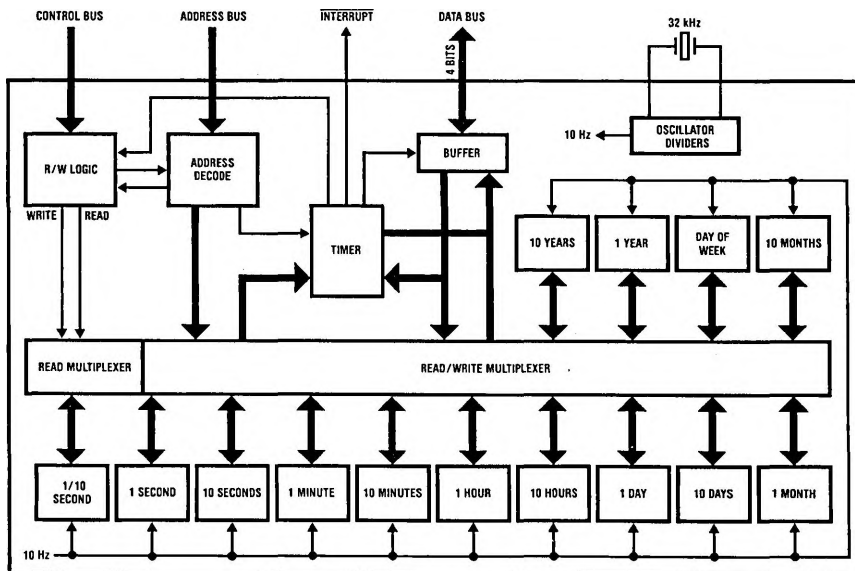 CONTROL BUS
ADDRESS BUS
INTERRUPT
DATA BUS
4 BITS
32 kHz
10 Hz
OSCILLATOR
DIVIDERS
R/W LOGIC
ADDRESS
DECODE
BUFFER
WRITE
READ
TIMER
10 YEARS
1 YEAR
DAY OF
WEEK
10 MONTHS
READ MULTIPLEXER
READ/WRITE MULTIPLEXER
1/10
SECOND
1 SECOND
10 SECONDS
1 MINUTE
10 MINUTES
1 HOUR
10 HOURS
1 DAY
10 DAYS
1 MONTH
10 Hz